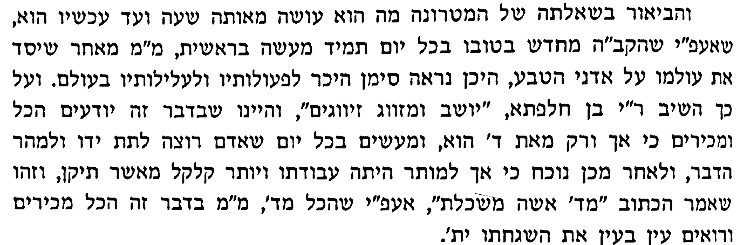 והביאור בשאלתה של המטרונה מה הוא עושה מאותה שעה ועד עכשיו הוא,
שאעפ"י שהקב"ה מחדש בטובו בכל יום תמיד מעשה בראשית, מ"מ מאחר שיסד
את עולמו על אדני הטבע, היכן נראה סימן היכר לפעולותיו ולעלילותיו בעולם. ועל
כך השיב ר"י בן חלפתא, "יושב ומזווג זיווגים", והיינו שבדבר זה יודעים הכל
ומכירים כי אך ורק מאת ד' הוא, ומעשים בכל יום שאדם רוצה לתת ידו ולמהר
הדבר, ולאחר מכן נוכח כי אך למותר היתה עבודתו ויותר קלקל מאשר תיקן, וזהו
שאמר הכתוב "מד' אשה משכלת", אעפ"י שהכל מד', מ"מ בדבר זה הכל מכירים
ורואים עין בעין את השגחתו ית'.